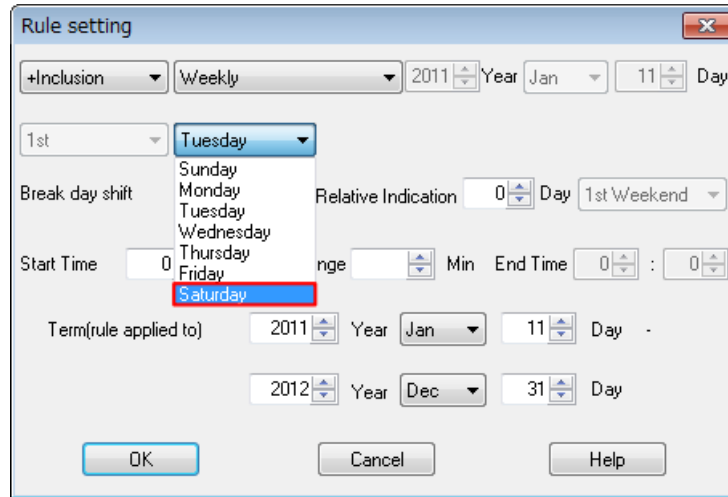 Rule setting
+Inclusion Weekly 2011 Year Jan 11 Day
1st Tuesday
Sunday
Monday
Break day shift Relative Indication 0 Day 1st Weekend
Tuesday
Wednesday
Thursday
Start Time 0 nge Min End Time 0 : 0
Friday
Saturday
Term(rule applied to) 2011 Year Jan 11 Day -
2012 Year Dec 31 Day
OK Cancel Help